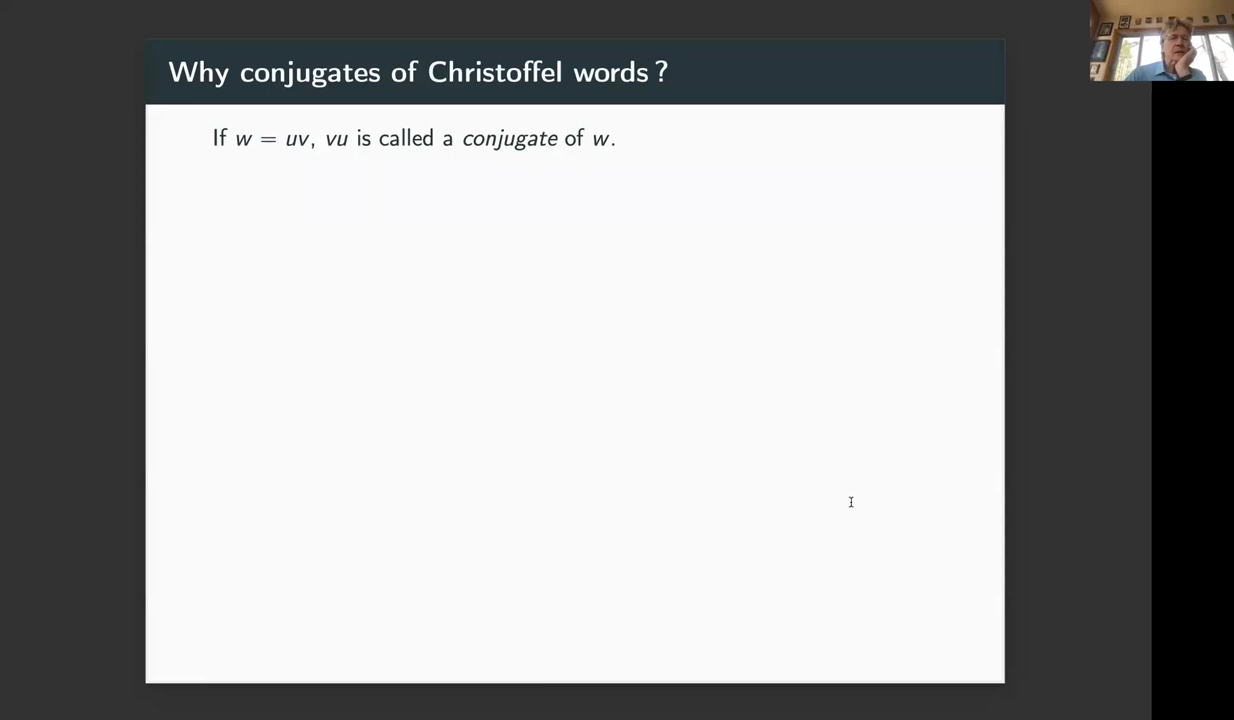 Why conjugates of Christoffel words ?
If w = uv, vu is called a conjugate of w.